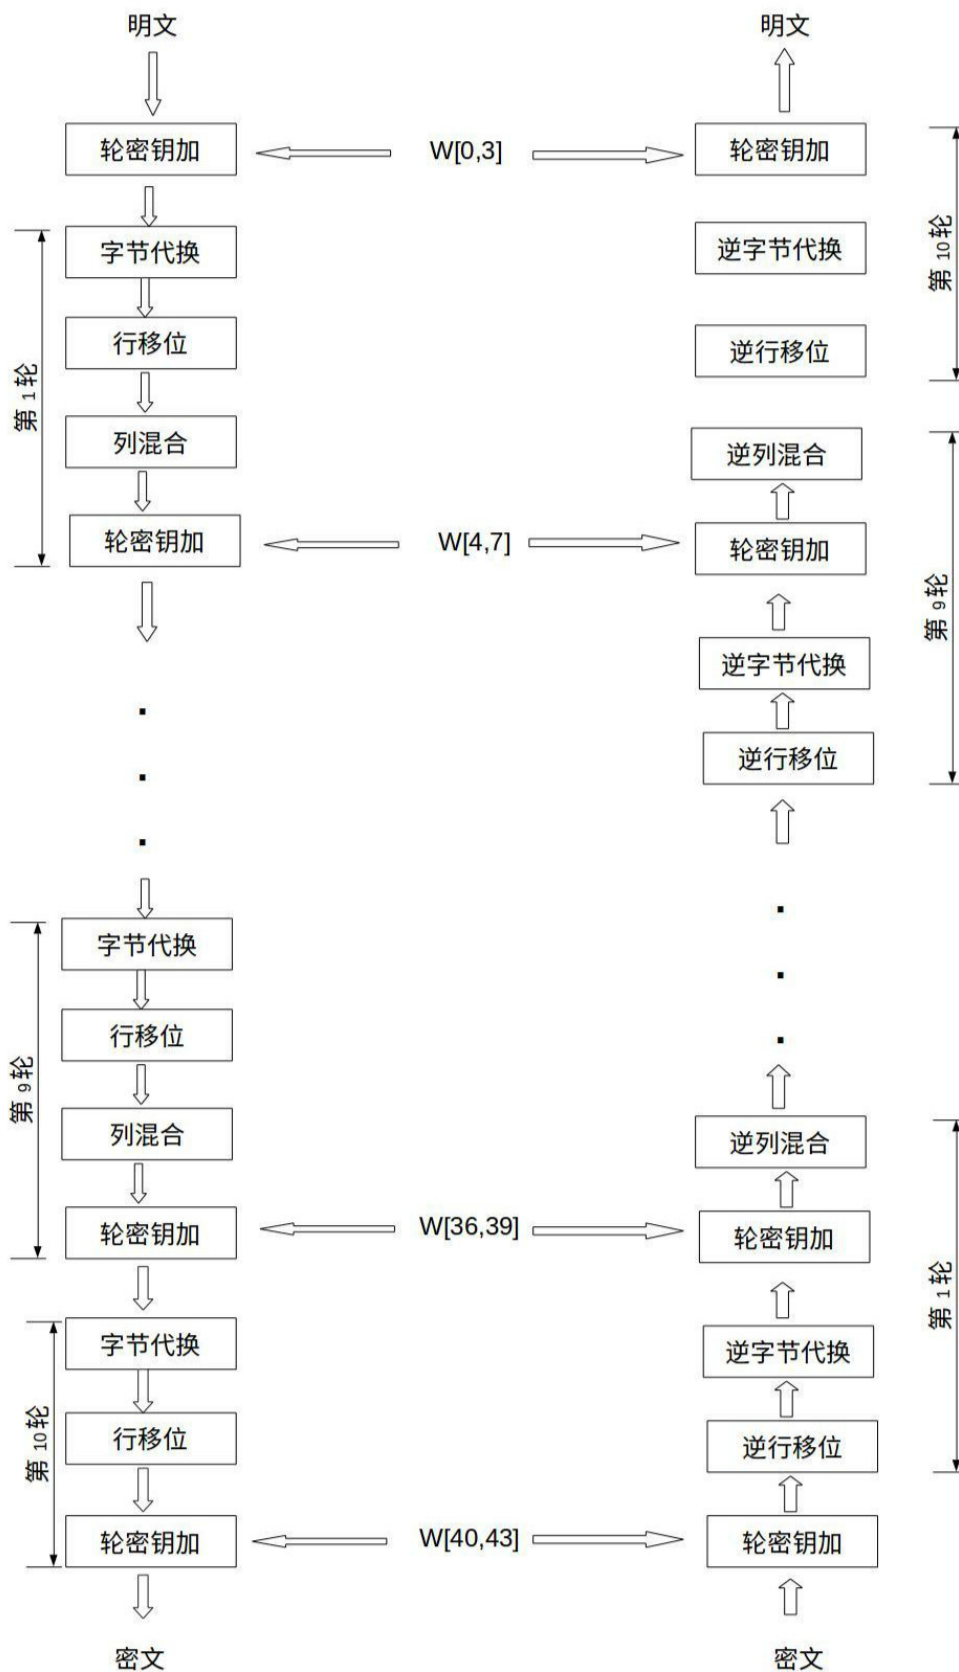 明文
轮密钥加
字节代换
行移位
列混合
轮密钥加
第 1 轮
.
.
.
字节代换
行移位
列混合
轮密钥加
第 9 轮
字节代换
行移位
轮密钥加
第 10 轮
密文
W[0,3]
W[4,7]
W[36,39]
W[40,43]
明文
轮密钥加
逆字节代换
逆行移位
第 10 轮
逆列混合
轮密钥加
逆字节代换
逆行移位
第 9 轮
.
.
.
逆列混合
轮密钥加
逆字节代换
逆行移位
第 1 轮
轮密钥加
密文